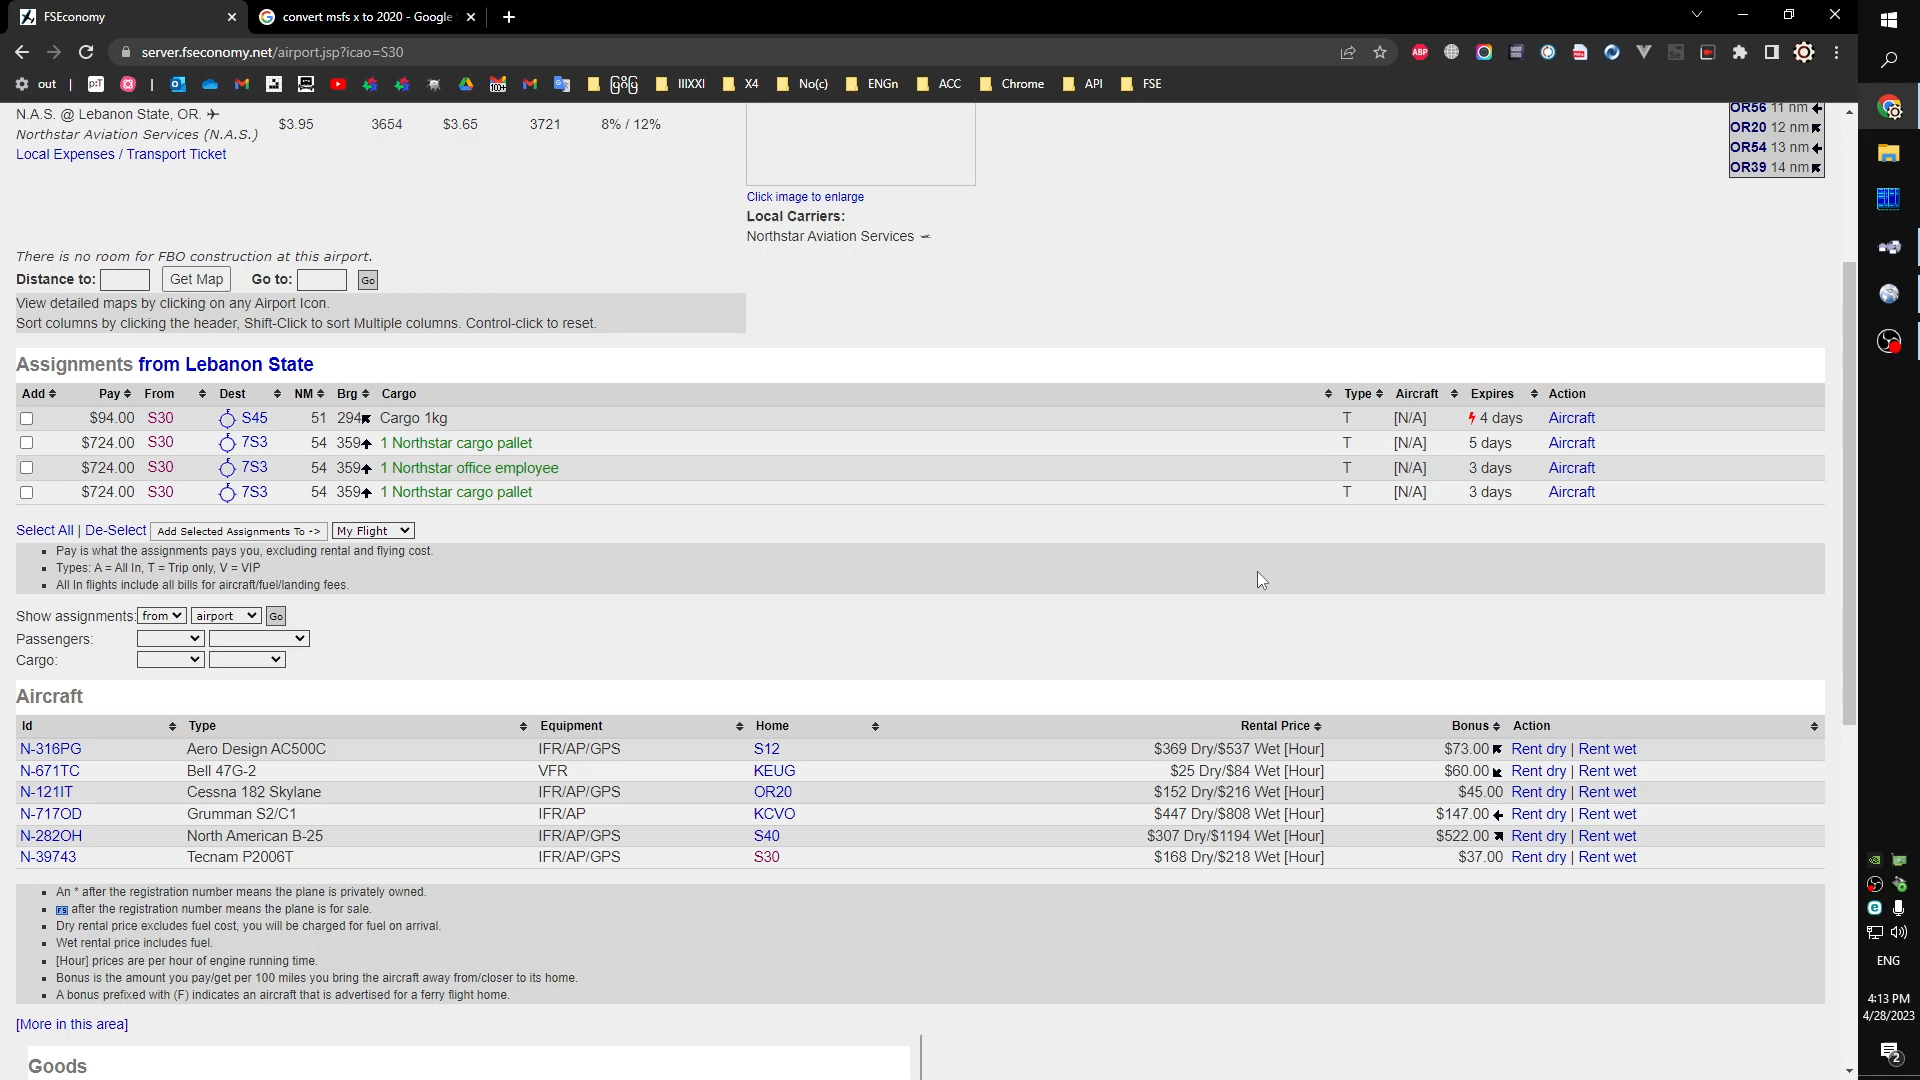 FSEconomy
convert msfs x to 2020 - Google
server.fseconomy.net/airport.jsp?icao=S30
out | IIIXXI X4 No(c) ENGn ACC Chrome API FSE
N.A.S. @ Lebanon State, OR.
Northstar Aviation Services (N.A.S.)
$3.95 3654 $3.65 3721 8% / 12%
Local Expenses / Transport Ticket
OR56 11 nm
OR20 12 nm
OR54 13 nm
OR39 14 nm
Click image to enlarge
Local Carriers:
Northstar Aviation Services
There is no room for FBO construction at this airport.
Distance to: Get Map Go to: Go
View detailed maps by clicking on any Airport Icon.
Sort columns by clicking the header, Shift-Click to sort Multiple columns. Control-click to reset.
Assignments from Lebanon State
Add Pay From Dest NM Brg Cargo Type Aircraft Expires Action
$94.00 S30 S45 51 294 Cargo 1kg T [N/A] 4 days Aircraft
$724.00 S30 7S3 54 359 1 Northstar cargo pallet T [N/A] 5 days Aircraft
$724.00 S30 7S3 54 359 1 Northstar office employee T [N/A] 3 days Aircraft
$724.00 S30 7S3 54 359 1 Northstar cargo pallet T [N/A] 3 days Aircraft
Select All | De-Select Add Selected Assignments To -> My Flight
Pay is what the assignments pays you, excluding rental and flying cost.
Types: A = All In, T = Trip only, V = VIP
All In flights include all bills for aircraft/fuel/landing fees.
Show assignments: from airport Go
Passengers:
Cargo:
Aircraft
Id Type Equipment Home Rental Price Bonus Action
N-316PG Aero Design AC500C IFR/AP/GPS S12 $369 Dry/$537 Wet [Hour] $73.00 Rent dry | Rent wet
N-671TC Bell 47G-2 VFR KEUG $25 Dry/$84 Wet [Hour] $60.00 Rent dry | Rent wet
N-121IT Cessna 182 Skylane IFR/AP/GPS OR20 $152 Dry/$216 Wet [Hour] $45.00 Rent dry | Rent wet
N-717OD Grumman S2/C1 IFR/AP KCVO $447 Dry/$808 Wet [Hour] $147.00 Rent dry | Rent wet
N-282OH North American B-25 IFR/AP/GPS S40 $307 Dry/$1194 Wet [Hour] $522.00 Rent dry | Rent wet
N-39743 Tecnam P2006T IFR/AP/GPS S30 $168 Dry/$218 Wet [Hour] $37.00 Rent dry | Rent wet
An * after the registration number means the plane is privately owned.
FS after the registration number means the plane is for sale.
Dry rental price excludes fuel cost, you will be charged for fuel on arrival.
Wet rental price includes fuel.
[Hour] prices are per hour of engine running time.
Bonus is the amount you pay/get per 100 miles you bring the aircraft away from/closer to its home.
A bonus prefixed with (F) indicates an aircraft that is advertised for a ferry flight home.
[More in this area]
Goods
ENG
4:13 PM
4/28/2023
2